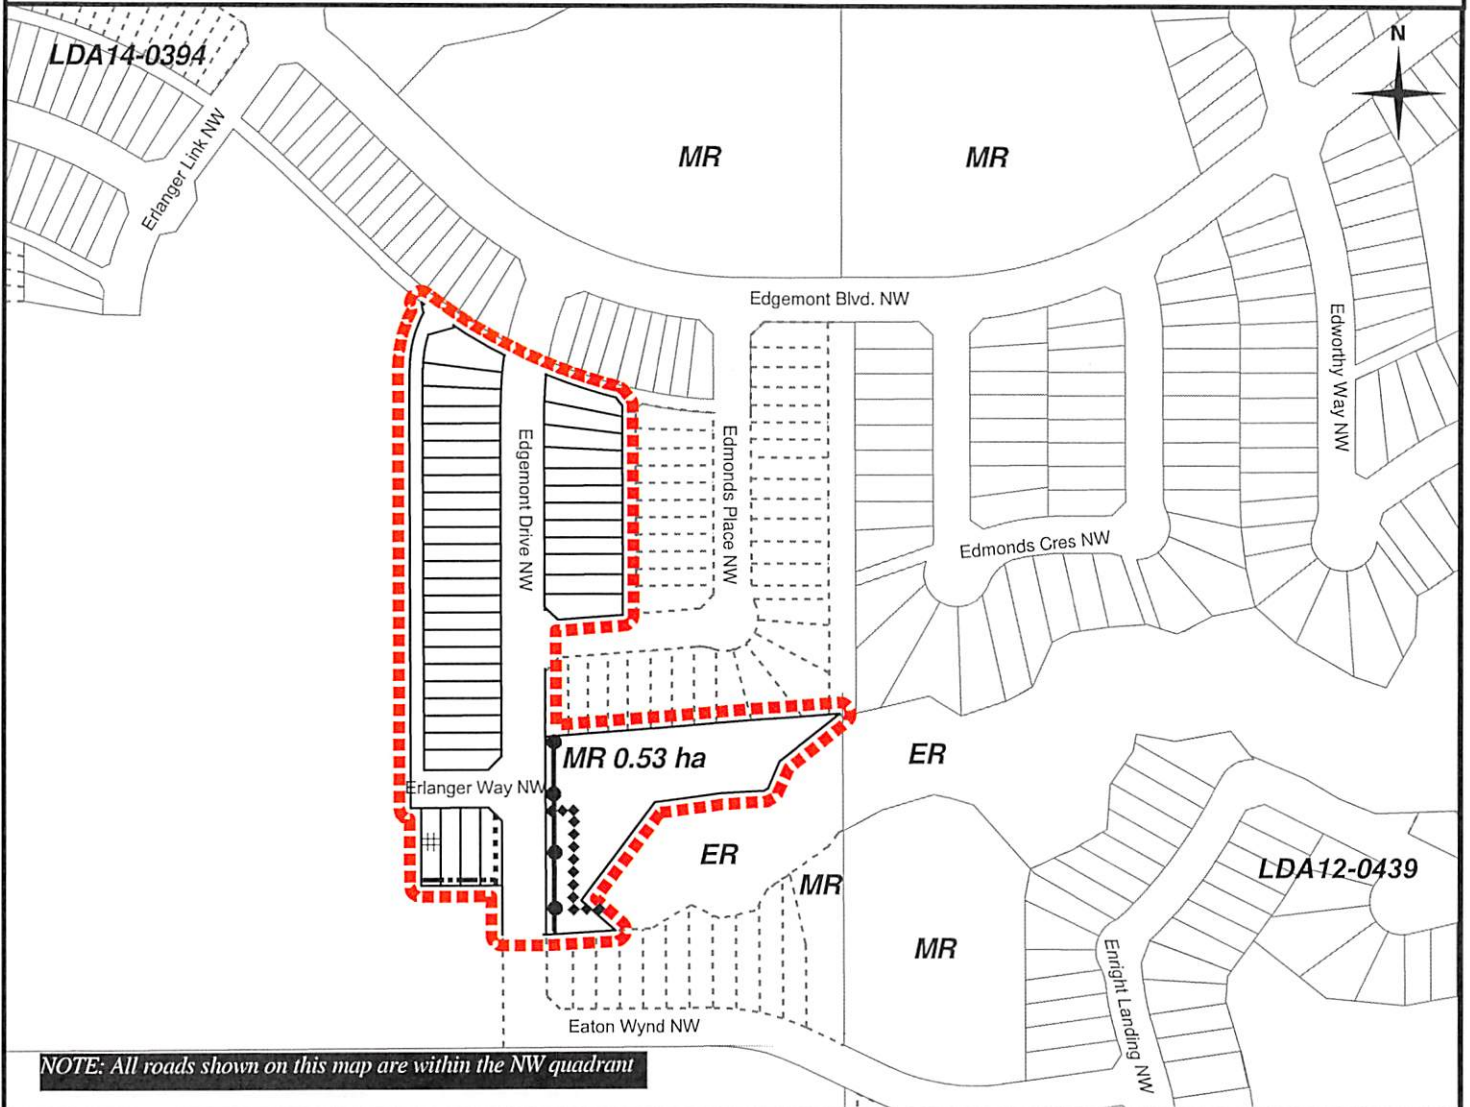 N
LDA14-0394
Erlanger Link NW
MR
MR
Edgemont Blvd. NW
Edworthy Way NW
Edgemont Drive NW
Edmonds Place NW
Edmonds Cres NW
MR 0.53 ha
ER
Erlanger Way NW
ER
MR
LDA12-0439
MR
Enright Landing NW
Eaton Wynd NW
NOTE: All roads shown on this map are within the NW quadrant